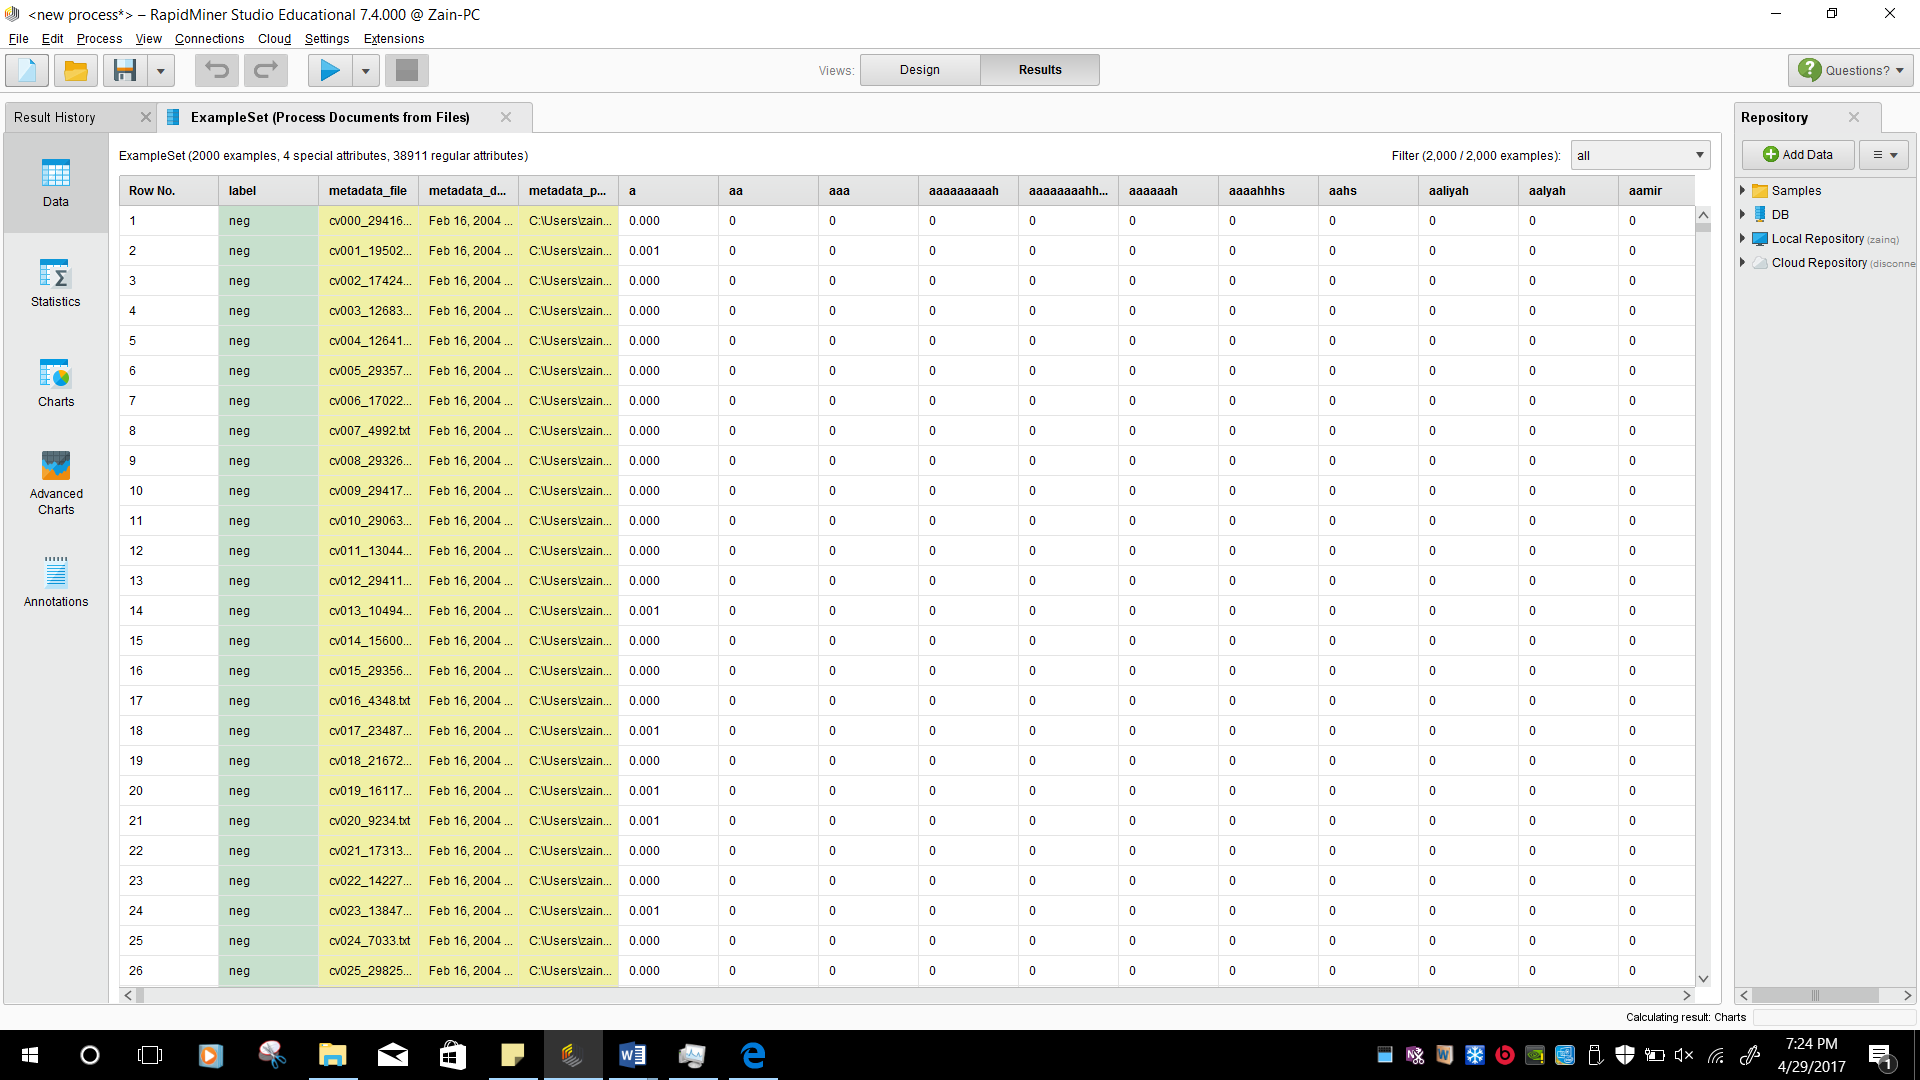 <new process*> – RapidMiner Studio Educational 7.4.000 @ Zain-PC
File Edit Process View Connections Cloud Settings Extensions
Views: Design Results Questions?
Result History ExampleSet (Process Documents from Files) Repository
ExampleSet (2000 examples, 4 special attributes, 38911 regular attributes) Filter (2,000 / 2,000 examples): all Add Data
Row No. label metadata_file metadata_d... metadata_p... a aa aaa aaaaaaaaah aaaaaaaahh... aaaaaah aaaahhhs aahs aaliyah aalyah aamir
1 neg cv000_29416... Feb 16, 2004 ... C:\Users\zain... 0.000 0 0 0 0 0 0 0 0 0 0
2 neg cv001_19502... Feb 16, 2004 ... C:\Users\zain... 0.001 0 0 0 0 0 0 0 0 0 0
3 neg cv002_17424... Feb 16, 2004 ... C:\Users\zain... 0.000 0 0 0 0 0 0 0 0 0 0
4 neg cv003_12683... Feb 16, 2004 ... C:\Users\zain... 0.000 0 0 0 0 0 0 0 0 0 0
5 neg cv004_12641... Feb 16, 2004 ... C:\Users\zain... 0.000 0 0 0 0 0 0 0 0 0 0
6 neg cv005_29357... Feb 16, 2004 ... C:\Users\zain... 0.000 0 0 0 0 0 0 0 0 0 0
7 neg cv006_17022... Feb 16, 2004 ... C:\Users\zain... 0.000 0 0 0 0 0 0 0 0 0 0
8 neg cv007_4992.txt Feb 16, 2004 ... C:\Users\zain... 0.000 0 0 0 0 0 0 0 0 0 0
9 neg cv008_29326... Feb 16, 2004 ... C:\Users\zain... 0.000 0 0 0 0 0 0 0 0 0 0
10 neg cv009_29417... Feb 16, 2004 ... C:\Users\zain... 0.000 0 0 0 0 0 0 0 0 0 0
11 neg cv010_29063... Feb 16, 2004 ... C:\Users\zain... 0.000 0 0 0 0 0 0 0 0 0 0
12 neg cv011_13044... Feb 16, 2004 ... C:\Users\zain... 0.000 0 0 0 0 0 0 0 0 0 0
13 neg cv012_29411... Feb 16, 2004 ... C:\Users\zain... 0.000 0 0 0 0 0 0 0 0 0 0
14 neg cv013_10494... Feb 16, 2004 ... C:\Users\zain... 0.001 0 0 0 0 0 0 0 0 0 0
15 neg cv014_15600... Feb 16, 2004 ... C:\Users\zain... 0.000 0 0 0 0 0 0 0 0 0 0
16 neg cv015_29356... Feb 16, 2004 ... C:\Users\zain... 0.000 0 0 0 0 0 0 0 0 0 0
17 neg cv016_4348.txt Feb 16, 2004 ... C:\Users\zain... 0.000 0 0 0 0 0 0 0 0 0 0
18 neg cv017_23487... Feb 16, 2004 ... C:\Users\zain... 0.001 0 0 0 0 0 0 0 0 0 0
19 neg cv018_21672... Feb 16, 2004 ... C:\Users\zain... 0.000 0 0 0 0 0 0 0 0 0 0
20 neg cv019_16117... Feb 16, 2004 ... C:\Users\zain... 0.001 0 0 0 0 0 0 0 0 0 0
21 neg cv020_9234.txt Feb 16, 2004 ... C:\Users\zain... 0.001 0 0 0 0 0 0 0 0 0 0
22 neg cv021_17313... Feb 16, 2004 ... C:\Users\zain... 0.000 0 0 0 0 0 0 0 0 0 0
23 neg cv022_14227... Feb 16, 2004 ... C:\Users\zain... 0.000 0 0 0 0 0 0 0 0 0 0
24 neg cv023_13847... Feb 16, 2004 ... C:\Users\zain... 0.001 0 0 0 0 0 0 0 0 0 0
25 neg cv024_7033.txt Feb 16, 2004 ... C:\Users\zain... 0.000 0 0 0 0 0 0 0 0 0 0
26 neg cv025_29825... Feb 16, 2004 ... C:\Users\zain... 0.000 0 0 0 0 0 0 0 0 0 0
Data
Statistics
Charts
Advanced
Charts
Annotations
Samples
DB
Local Repository (zainq)
Cloud Repository (disconne
Calculating result: Charts
7:24 PM
4/29/2017
1